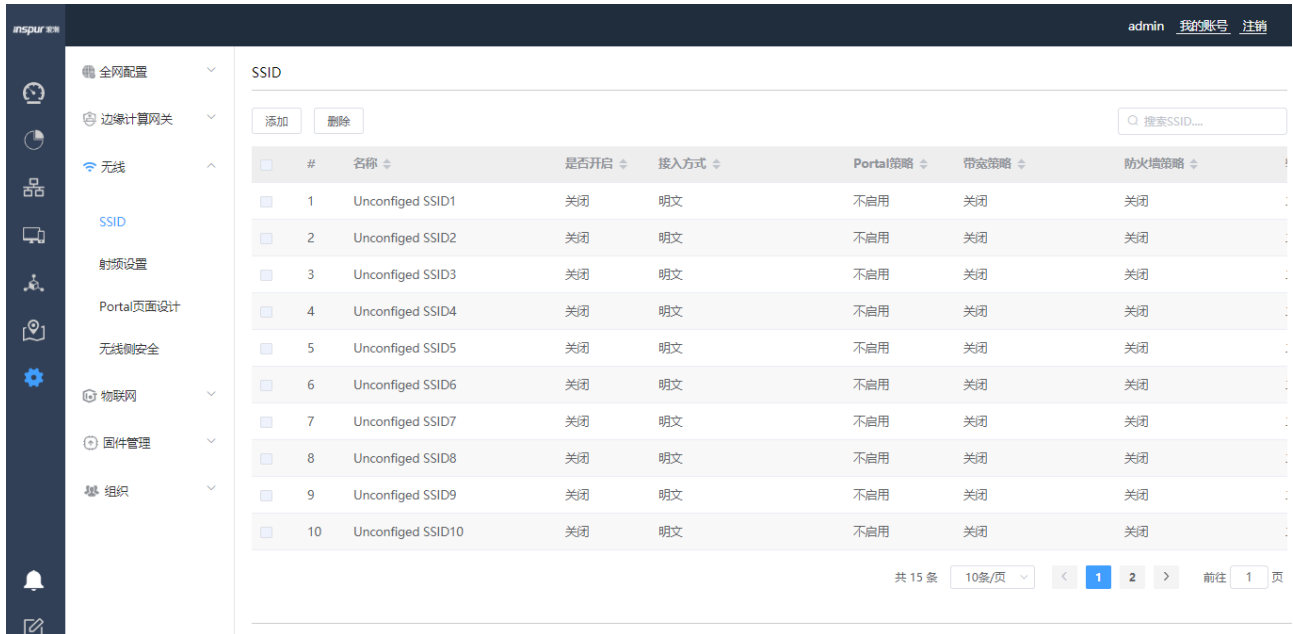 inspur 浪潮
admin 我的账号 注销
全网配置
边缘计算网关
无线
SSID
射频设置
Portal页面设计
无线侧安全
物联网
固件管理
组织
SSID
添加 删除 搜索SSID....
# 名称 是否开启 接入方式 Portal策略 带宽策略 防火墙策略
1 Unconfiged SSID1 关闭 明文 不启用 关闭 关闭
2 Unconfiged SSID2 关闭 明文 不启用 关闭 关闭
3 Unconfiged SSID3 关闭 明文 不启用 关闭 关闭
4 Unconfiged SSID4 关闭 明文 不启用 关闭 关闭
5 Unconfiged SSID5 关闭 明文 不启用 关闭 关闭
6 Unconfiged SSID6 关闭 明文 不启用 关闭 关闭
7 Unconfiged SSID7 关闭 明文 不启用 关闭 关闭
8 Unconfiged SSID8 关闭 明文 不启用 关闭 关闭
9 Unconfiged SSID9 关闭 明文 不启用 关闭 关闭
10 Unconfiged SSID10 关闭 明文 不启用 关闭 关闭
共 15 条 10条/页 1 2 前往 1 页